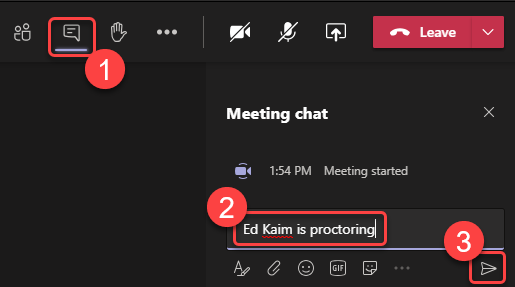 Leave
1
Meeting chat
1:54 PM Meeting started
2
Ed Kaim is proctoring
3
GIF